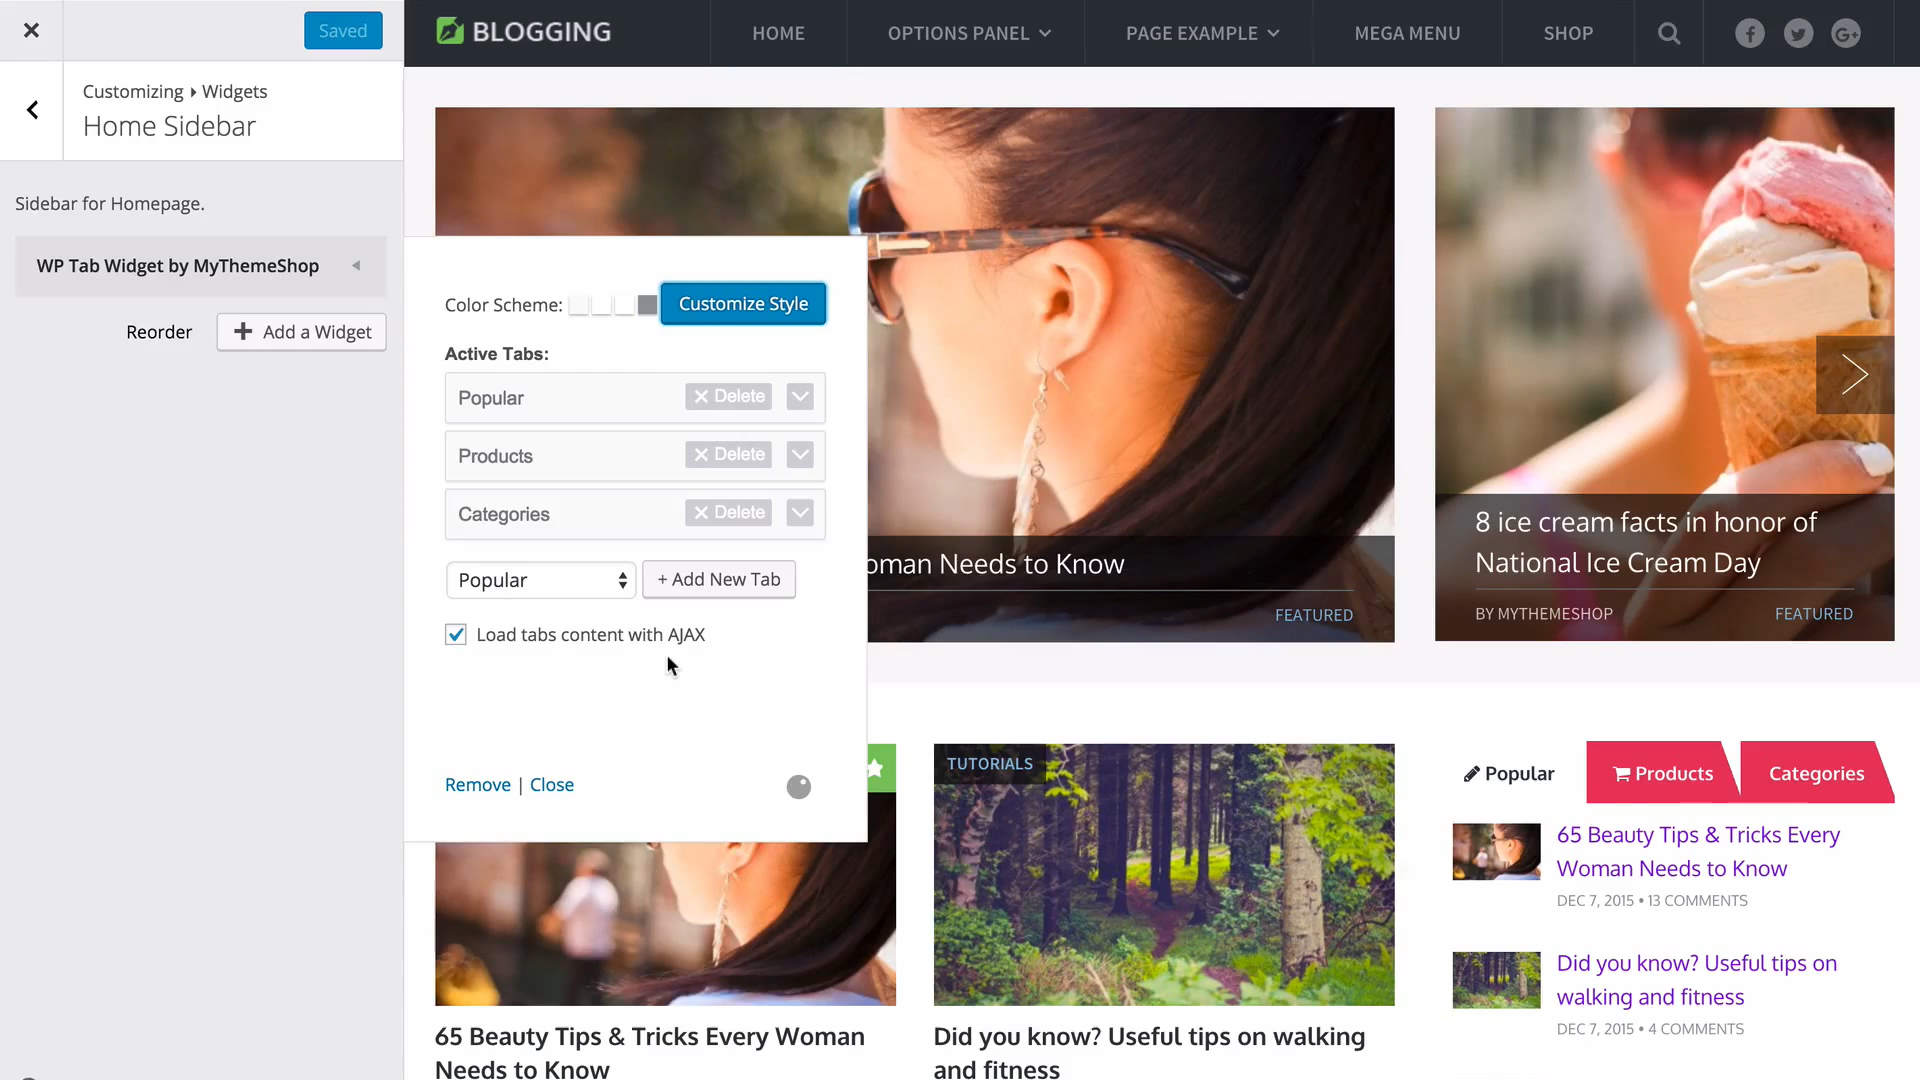 Saved
Customizing Widgets
Home Sidebar
Sidebar for Homepage.
WP Tab Widget by MyThemeShop
Reorder
Add a Widget
BLOGGING
HOME
OPTIONS PANEL
PAGE EXAMPLE
MEGA MENU
SHOP
Color Scheme:
Customize Style
Active Tabs:
Popular
Delete
Products
Delete
Categories
Delete
Popular
+ Add New Tab
Load tabs content with AJAX
Remove | Close
Woman Needs to Know
FEATURED
8 ice cream facts in honor of
National Ice Cream Day
BY MYTHEMESHOP
FEATURED
TUTORIALS
65 Beauty Tips & Tricks Every Woman
Needs to Know
Did you know? Useful tips on walking
and fitness
Popular
Products
Categories
65 Beauty Tips & Tricks Every
Woman Needs to Know
DEC 7, 2015 • 13 COMMENTS
Did you know? Useful tips on
walking and fitness
DEC 7, 2015 • 4 COMMENTS